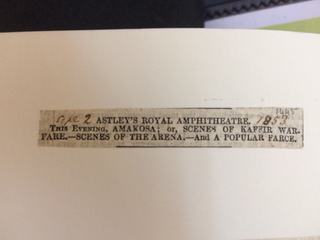 2 ASTLEY'S ROYAL AMPHITHEATRE. 1853
THIS EVENING, AMAKOSA; or, SCENES OF KAFFIR WAR-
FARE.—SCENES OF THE ARENA.—And A POPULAR FARCE.